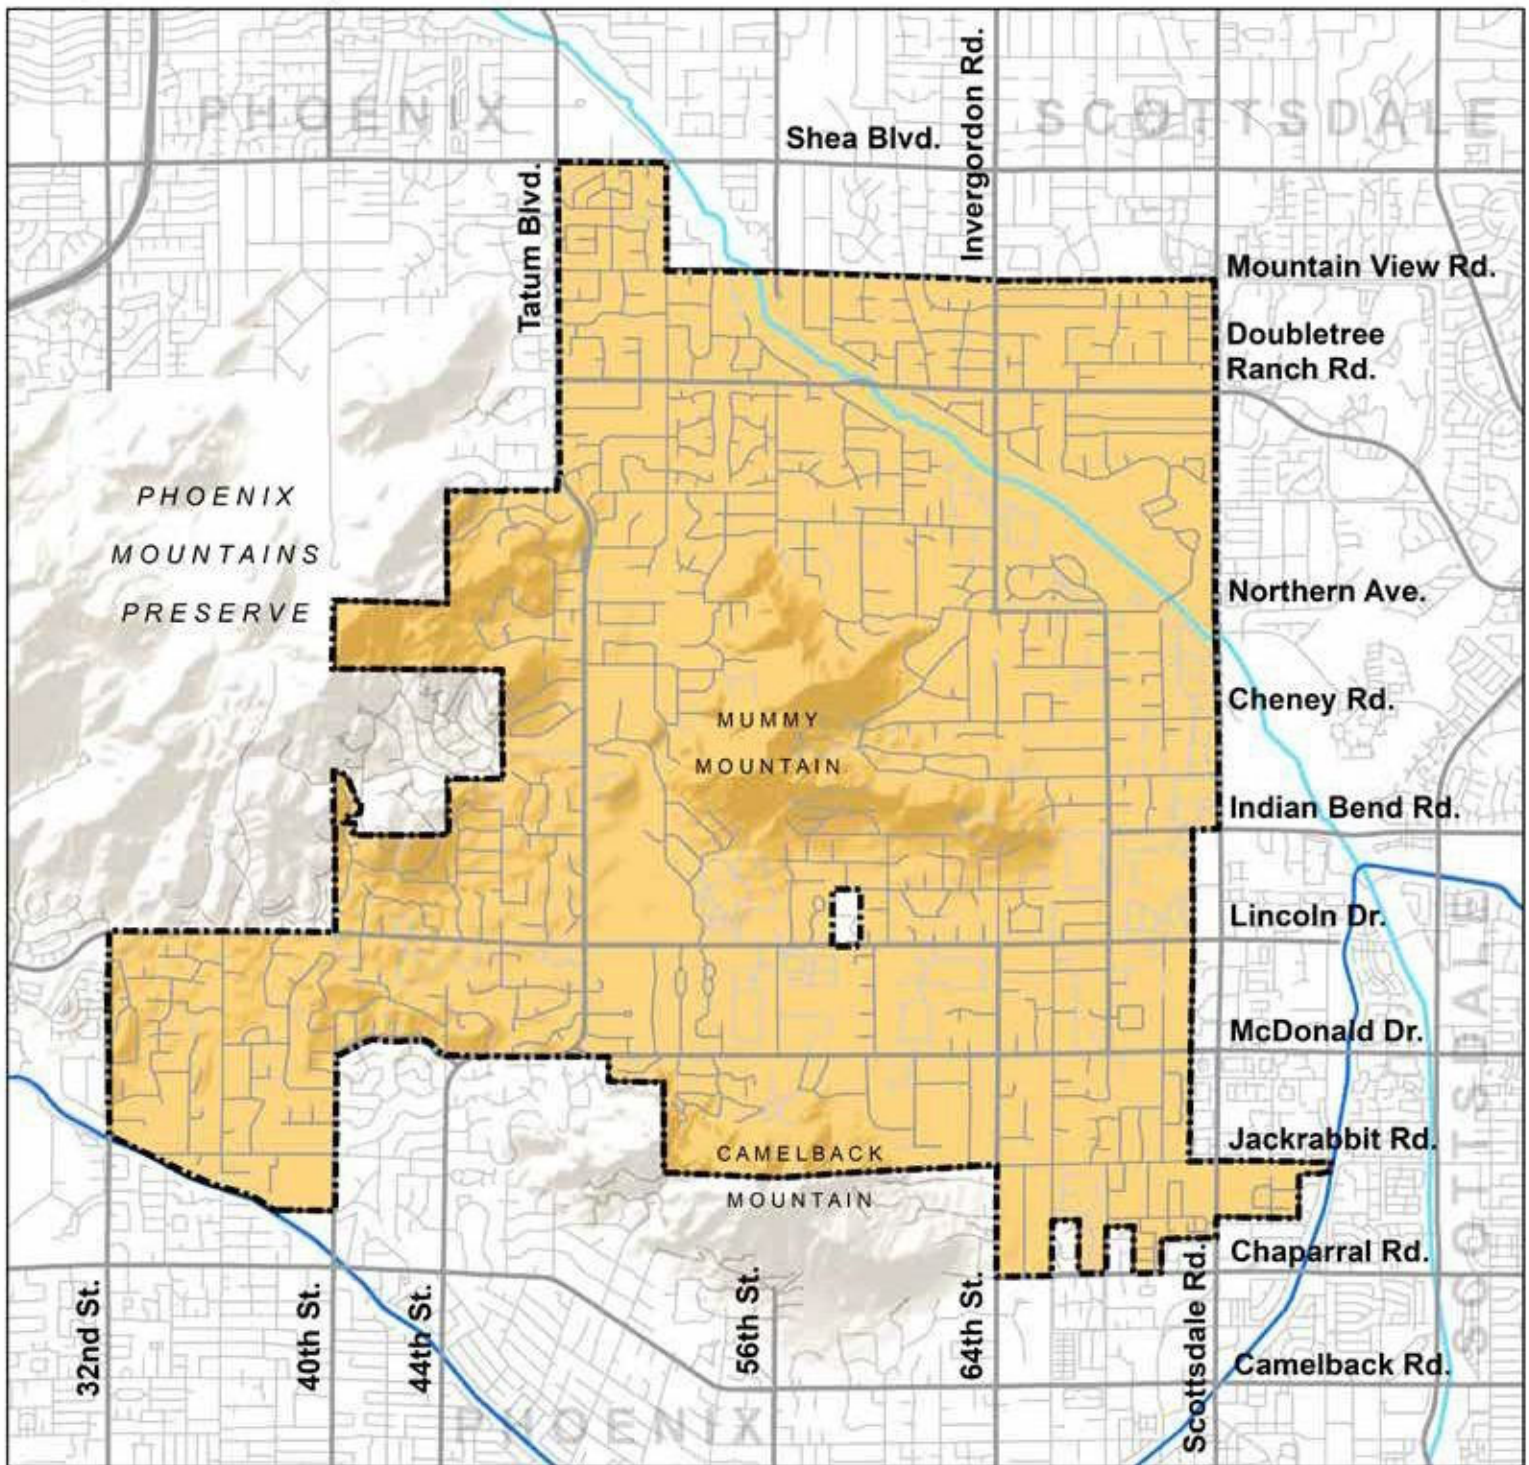 PHOENIX
SCOTTSDALE
Shea Blvd.
Invergordon Rd.
Tatum Blvd.
Mountain View Rd.
Doubletree
Ranch Rd.
PHOENIX
MOUNTAINS
PRESERVE
Northern Ave.
Cheney Rd.
MUMMY
MOUNTAIN
Indian Bend Rd.
Lincoln Dr.
McDonald Dr.
Jackrabbit Rd.
CAMELBACK
MOUNTAIN
Chaparral Rd.
SCOTTSDALE
32nd St.
40th St.
44th St.
56th St.
64th St.
Scottsdale Rd.
Camelback Rd.
PHOENIX